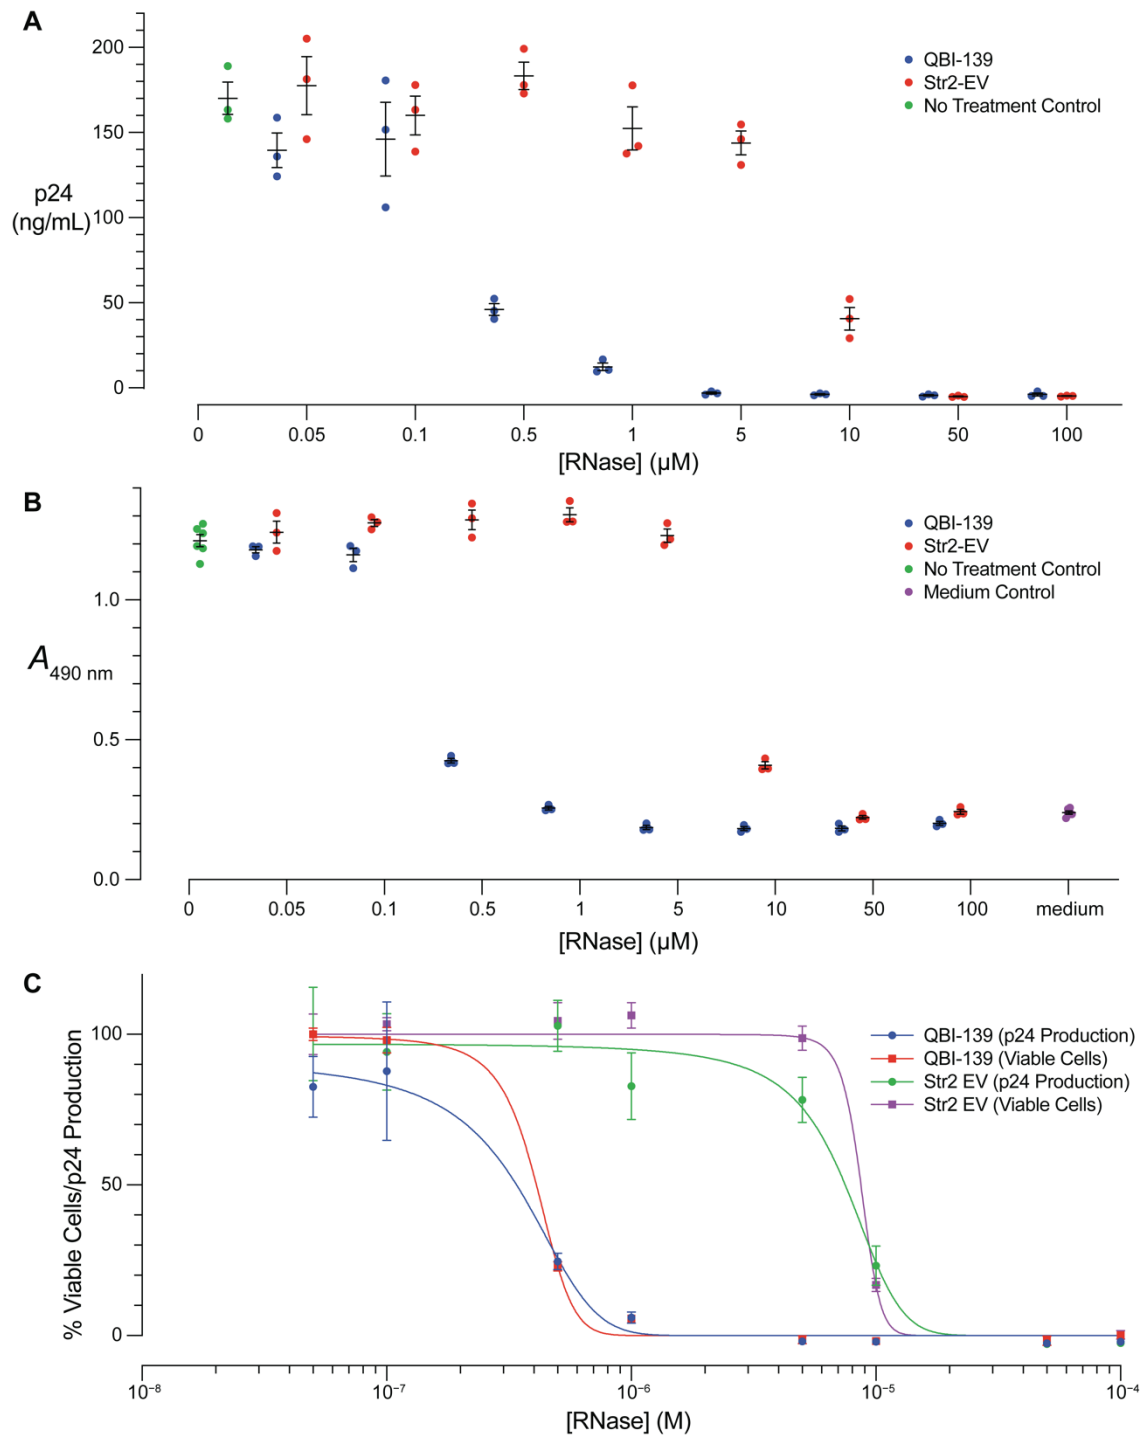 A
200
150
p24
(ng/mL)
100
50
0
QBI-139
Str2-EV
No Treatment Control
0 0.05 0.1 0.5 1 5 10 50 100
[RNase] (µM)
B
1.0
A490 nm
0.5
0.0
QBI-139
Str2-EV
No Treatment Control
Medium Control
0 0.05 0.1 0.5 1 5 10 50 100 medium
[RNase] (µM)
C
% Viable Cells/p24 Production
100
50
0
QBI-139 (p24 Production)
QBI-139 (Viable Cells)
Str2 EV (p24 Production)
Str2 EV (Viable Cells)
10⁻⁸ 10⁻⁷ 10⁻⁶ 10⁻⁵ 10⁻⁴
[RNase] (M)